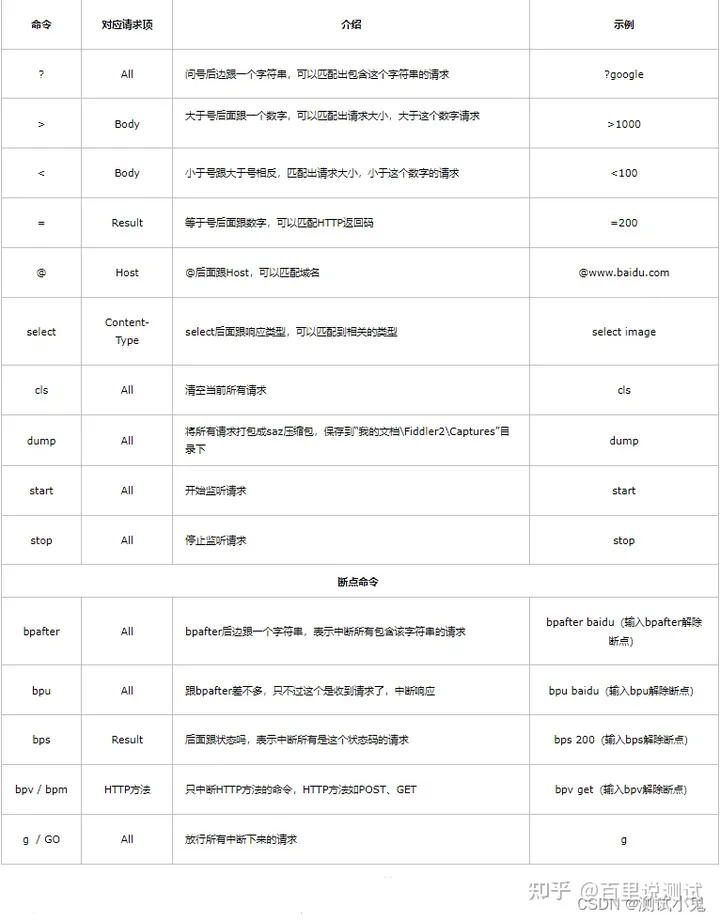 命令 对应请求项 介绍 示例
? All 问号后边跟一个字符串，可以匹配出包含这个字符串的请求 ?google
> Body 大于号后面跟一个数字，可以匹配出请求大小，大于这个数字请求 >1000
< Body 小于号跟大于号相反，匹配出请求大小，小于这个数字的请求 <100
= Result 等于号后面跟数字，可以匹配HTTP返回码 =200
@ Host @后面跟Host，可以匹配域名 @www.baidu.com
select Content-
Type select后面跟响应类型，可以匹配到相关的类型 select image
cls All 清空当前所有请求 cls
dump All 将所有请求打包成saz压缩包，保存到“我的文档\Fiddler2\Captures”目
录下 dump
start All 开始监听请求 start
stop All 停止监听请求 stop
断点命令
bpafter All bpafter后边跟一个字符串，表示中断所有包含该字符串的请求 bpafter baidu（输入bpafter解除
断点)
bpu All 跟bpafter差不多，只不过这个是收到请求了，中断响应 bpu baidu（输入bpu解除断点)
bps Result 后面跟状态吗，表示中断所有是这个状态码的请求 bps 200（输入bps解除断点)
bpv / bpm HTTP方法 只中断HTTP方法的命令，HTTP方法如POST、GET bpv get（输入bpv解除断点)
g / GO All 放行所有中断下来的请求 g
知乎 @百里说测试
CSDN @测试小鬼